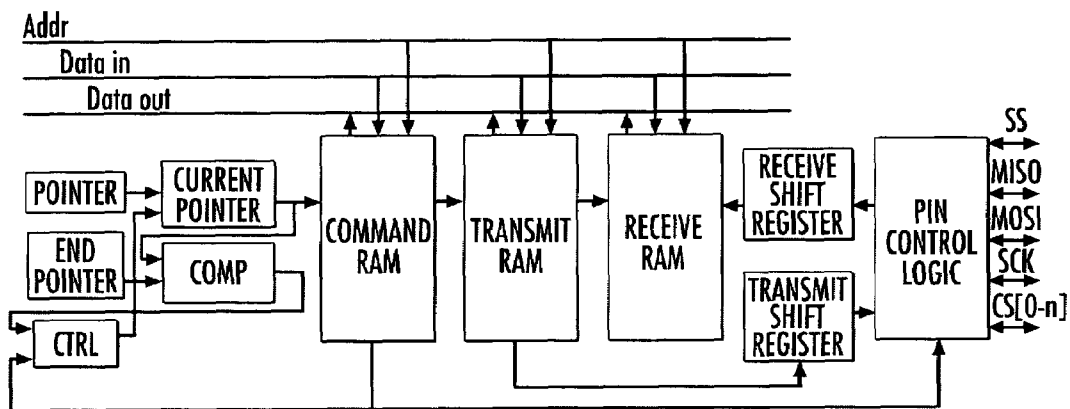 Addr
Data in
Data out
POINTER
END
POINTER
CTRL
CURRENT
POINTER
COMP
COMMAND
RAM
TRANSMIT
RAM
RECEIVE
RAM
RECEIVE
SHIFT
REGISTER
TRANSMIT
SHIFT
REGISTER
PIN
CONTROL
LOGIC
SS
MISO
MOSI
SCK
CS[0-n]